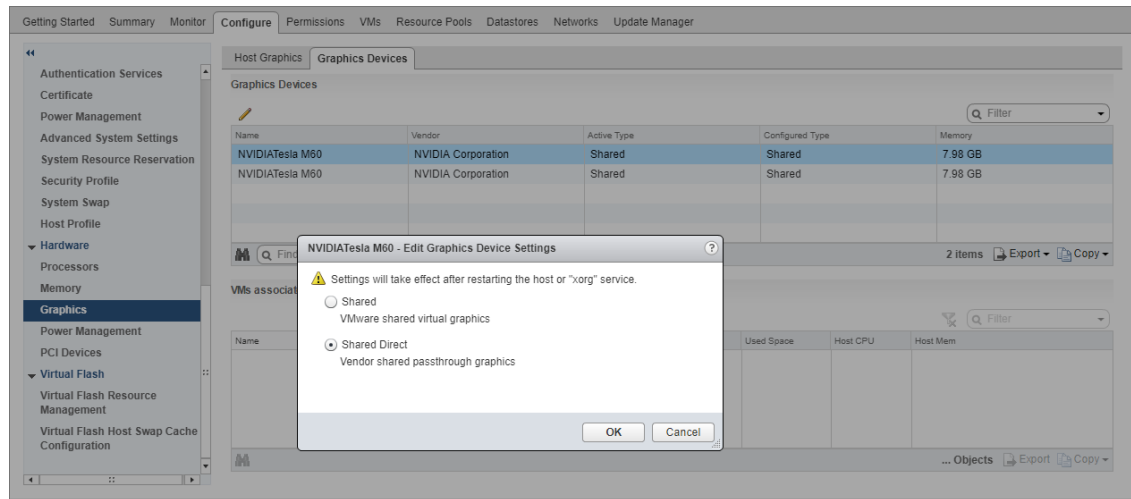 Getting Started Summary Monitor Configure Permissions VMs Resource Pools Datastores Networks Update Manager
Authentication Services
Certificate
Power Management
Advanced System Settings
System Resource Reservation
Security Profile
System Swap
Host Profile
Hardware
Processors
Memory
Graphics
Power Management
PCI Devices
Virtual Flash
Virtual Flash Resource
Management
Virtual Flash Host Swap Cache
Configuration
Host Graphics Graphics Devices
Graphics Devices
Filter
Name Vendor Active Type Configured Type Memory
NVIDIATesla M60 NVIDIA Corporation Shared Shared 7.98 GB
NVIDIATesla M60 NVIDIA Corporation Shared Shared 7.98 GB
Find
2 items Export Copy
VMs associat
Filter
Name Used Space Host CPU Host Mem
... Objects Export Copy
NVIDIATesla M60 - Edit Graphics Device Settings ?
Settings will take effect after restarting the host or "xorg" service.
Shared
VMware shared virtual graphics
Shared Direct
Vendor shared passthrough graphics
OK Cancel